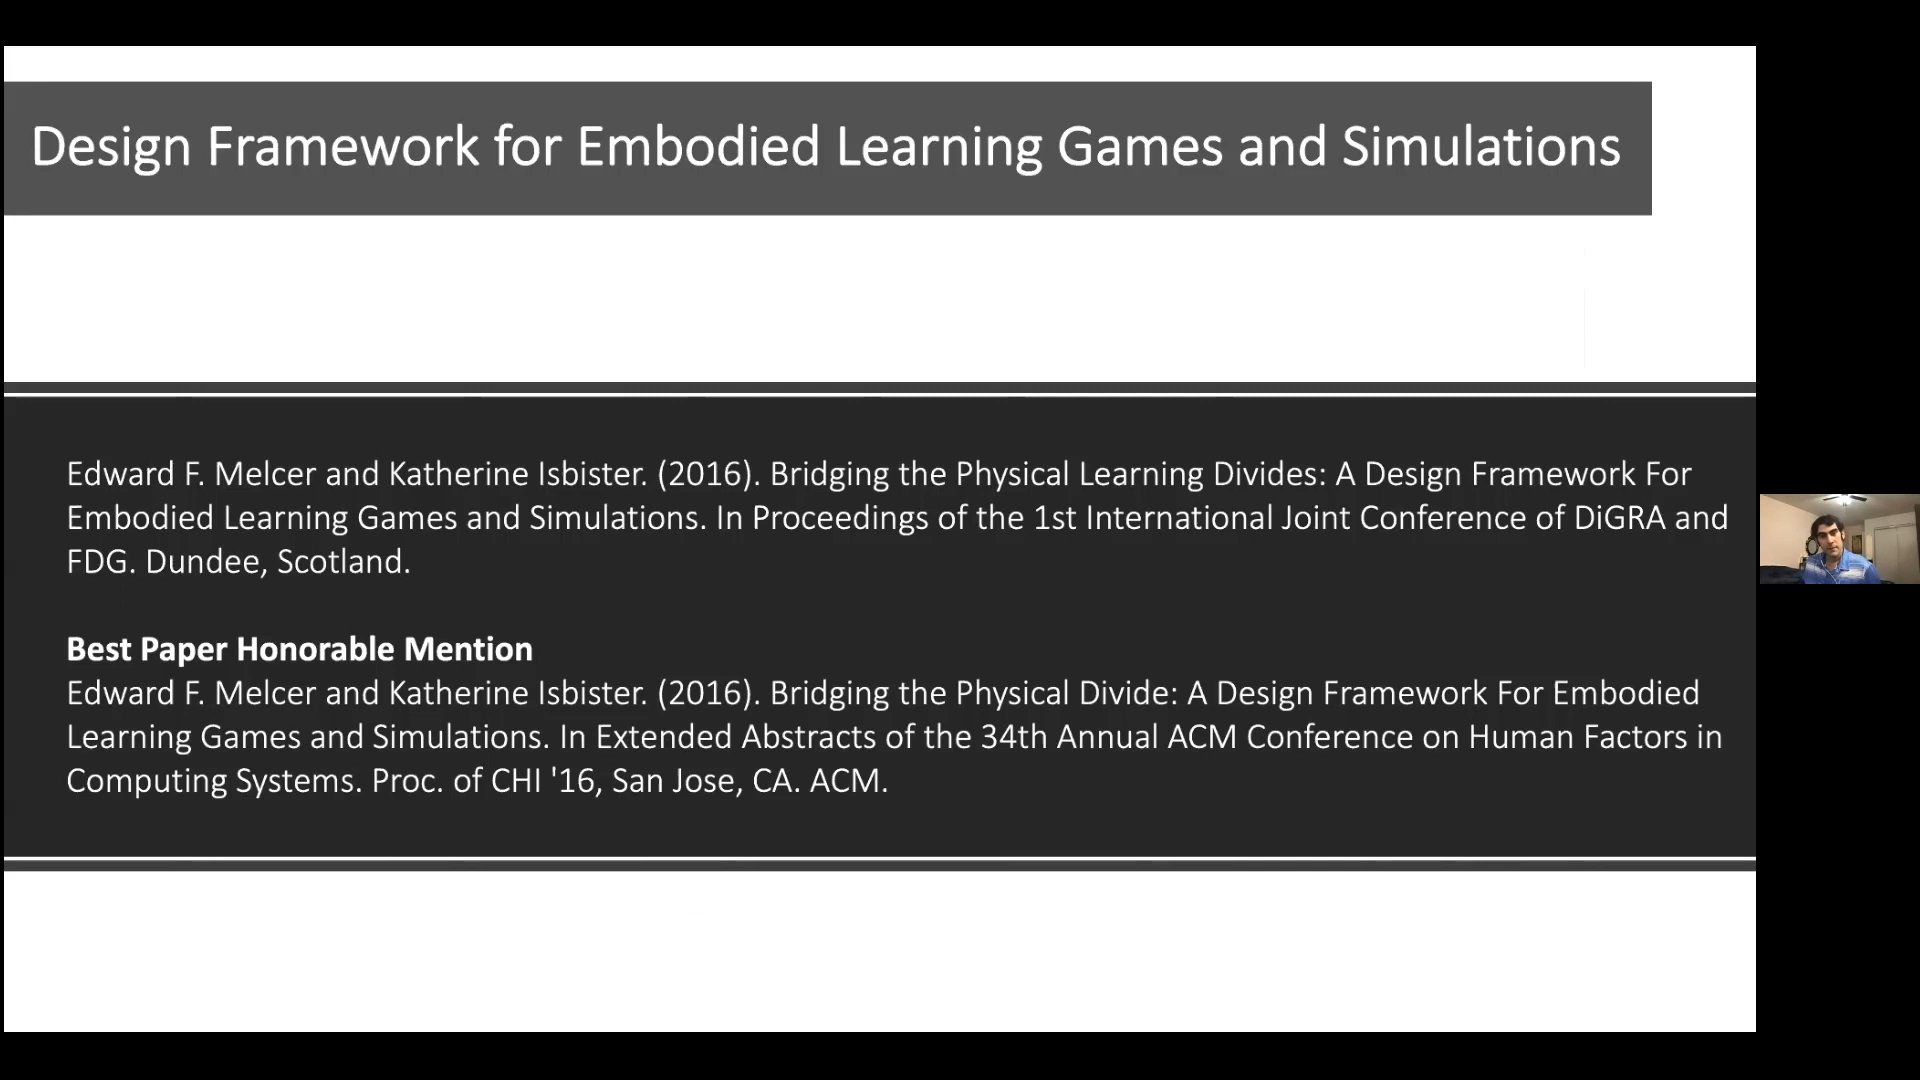 Design Framework for Embodied Learning Games and Simulations
Edward F. Melcer and Katherine Isbister. (2016). Bridging the Physical Learning Divides: A Design Framework For
Embodied Learning Games and Simulations. In Proceedings of the 1st International Joint Conference of DiGRA and
FDG. Dundee, Scotland.
Best Paper Honorable Mention
Edward F. Melcer and Katherine Isbister. (2016). Bridging the Physical Divide: A Design Framework For Embodied
Learning Games and Simulations. In Extended Abstracts of the 34th Annual ACM Conference on Human Factors in
Computing Systems. Proc. of CHI '16, San Jose, CA. ACM.